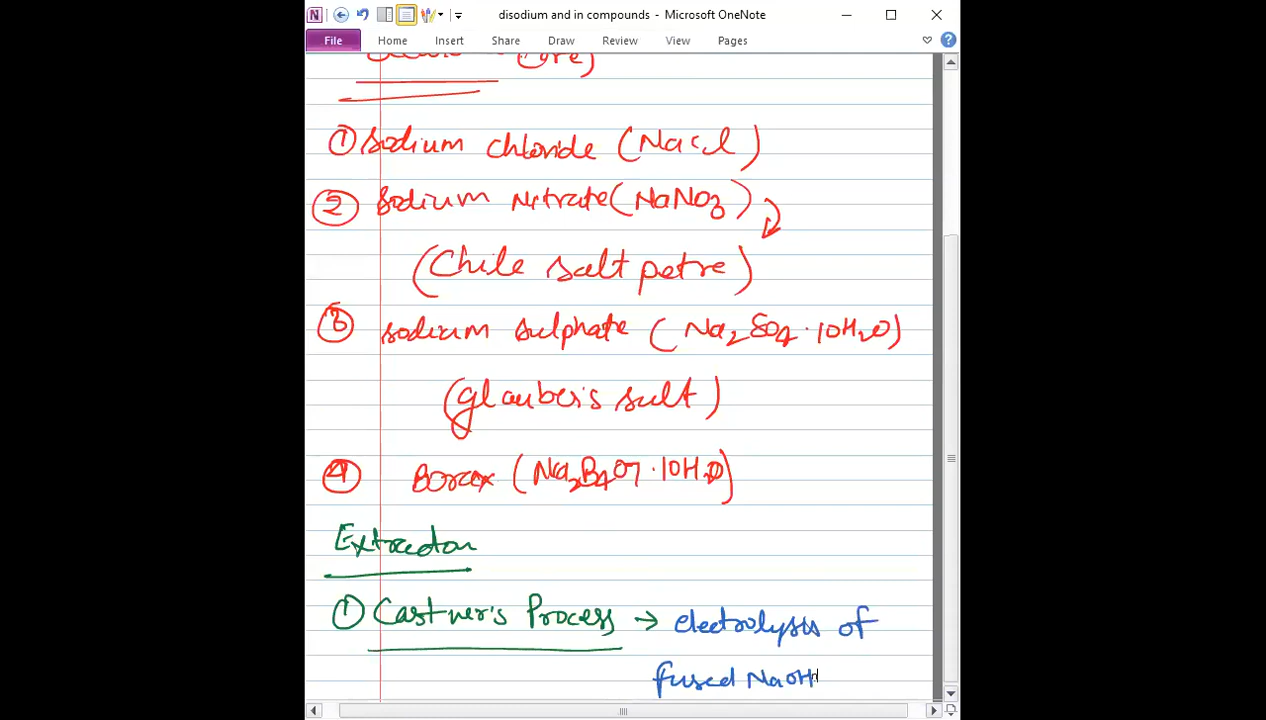 disodium and in compounds - Microsoft OneNote
File Home Insert Share Draw Review View Pages
(ore)
① Sodium chloride (NaCl)
② Sodium Nitrate (NaNO3)
(Chile salt petre)
③ Sodium sulphate (Na2SO4·10H2O)
(glauber's salt)
④ Borax (Na2B4O7·10H2O)
Extraction
① Castner's Process → electrolysis of
fused NaOH